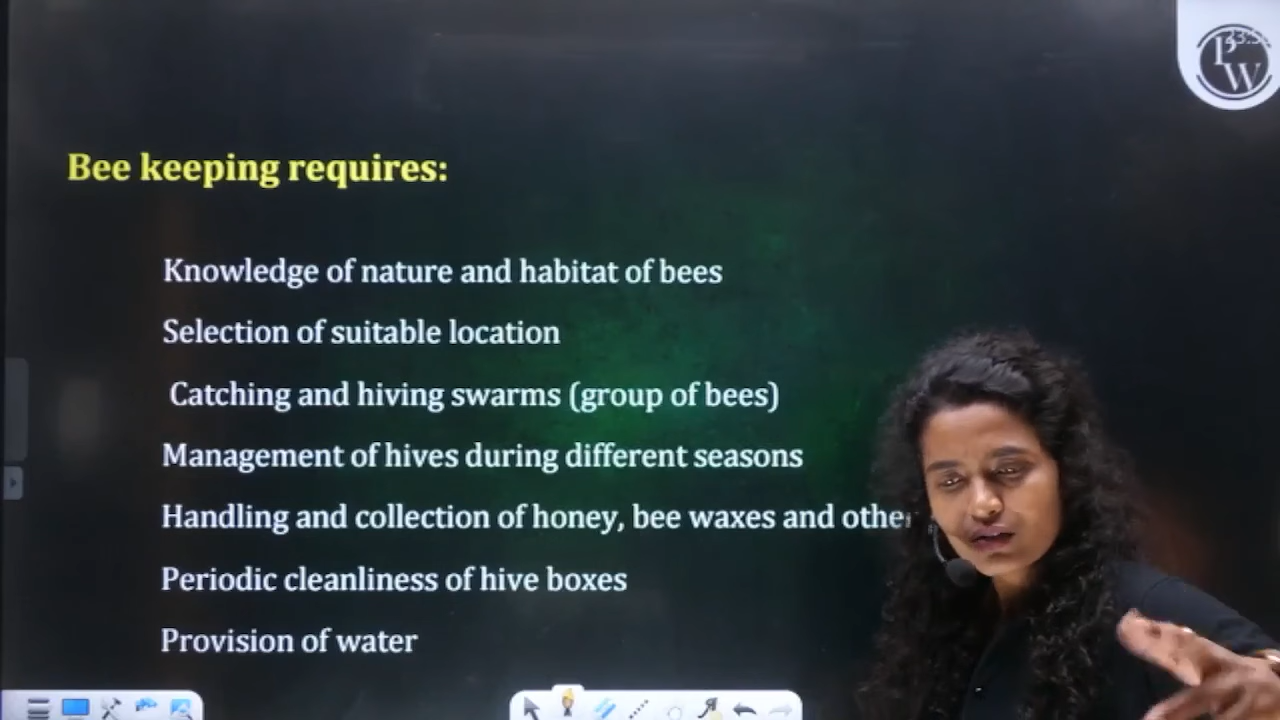 PW
Bee keeping requires:
Knowledge of nature and habitat of bees
Selection of suitable location
Catching and hiving swarms (group of bees)
Management of hives during different seasons
Handling and collection of honey, bee waxes and other
Periodic cleanliness of hive boxes
Provision of water